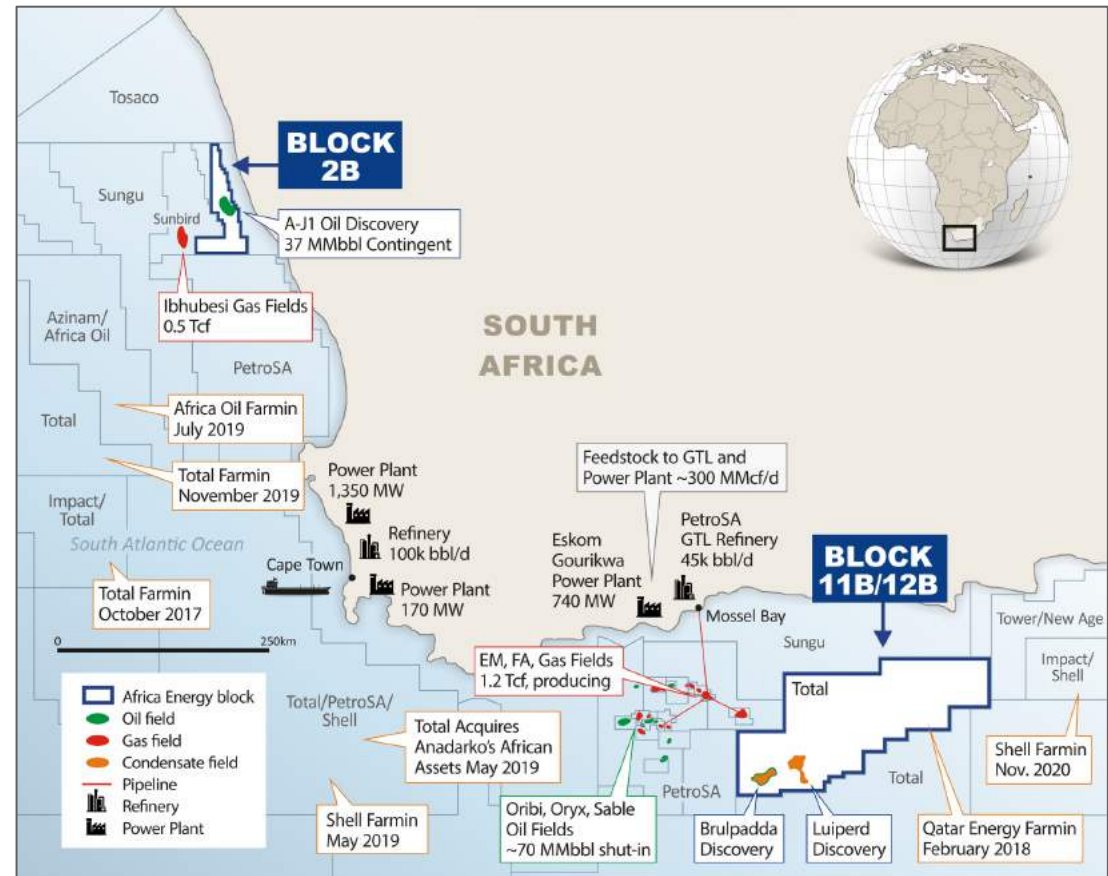 Tosaco
BLOCK
2B
Sungu
Sunbird
A-J1 Oil Discovery
37 MMbbl Contingent
Ibhubesi Gas Fields
0.5 Tcf
Azinam/
Africa Oil
PetroSA
SOUTH
AFRICA
Total
Africa Oil Farmin
July 2019
Total Farmin
November 2019
Impact/
Total
South Atlantic Ocean
Power Plant
1,350 MW
Refinery
100k bbl/d
Cape Town
Power Plant
170 MW
Total Farmin
October 2017
Feedstock to GTL and
Power Plant ~300 MMcf/d
Eskom
Gourikwa
Power Plant
740 MW
PetroSA
GTL Refinery
45k bbl/d
Mossel Bay
BLOCK
11B/12B
Sungu
Tower/New Age
Impact/
Shell
0
250km
Africa Energy block
Oil field
Gas field
Condensate field
Pipeline
Refinery
Power Plant
EM, FA, Gas Fields
1.2 Tcf, producing
Total
Total/PetroSA/
Shell
Total Acquires
Anadarko's African
Assets May 2019
Shell Farmin
May 2019
Oribi, Oryx, Sable
Oil Fields
~70 MMbbl shut-in
PetroSA
Brulpadda
Discovery
Luiperd
Discovery
Total
Qatar Energy Farmin
February 2018
Shell Farmin
Nov. 2020